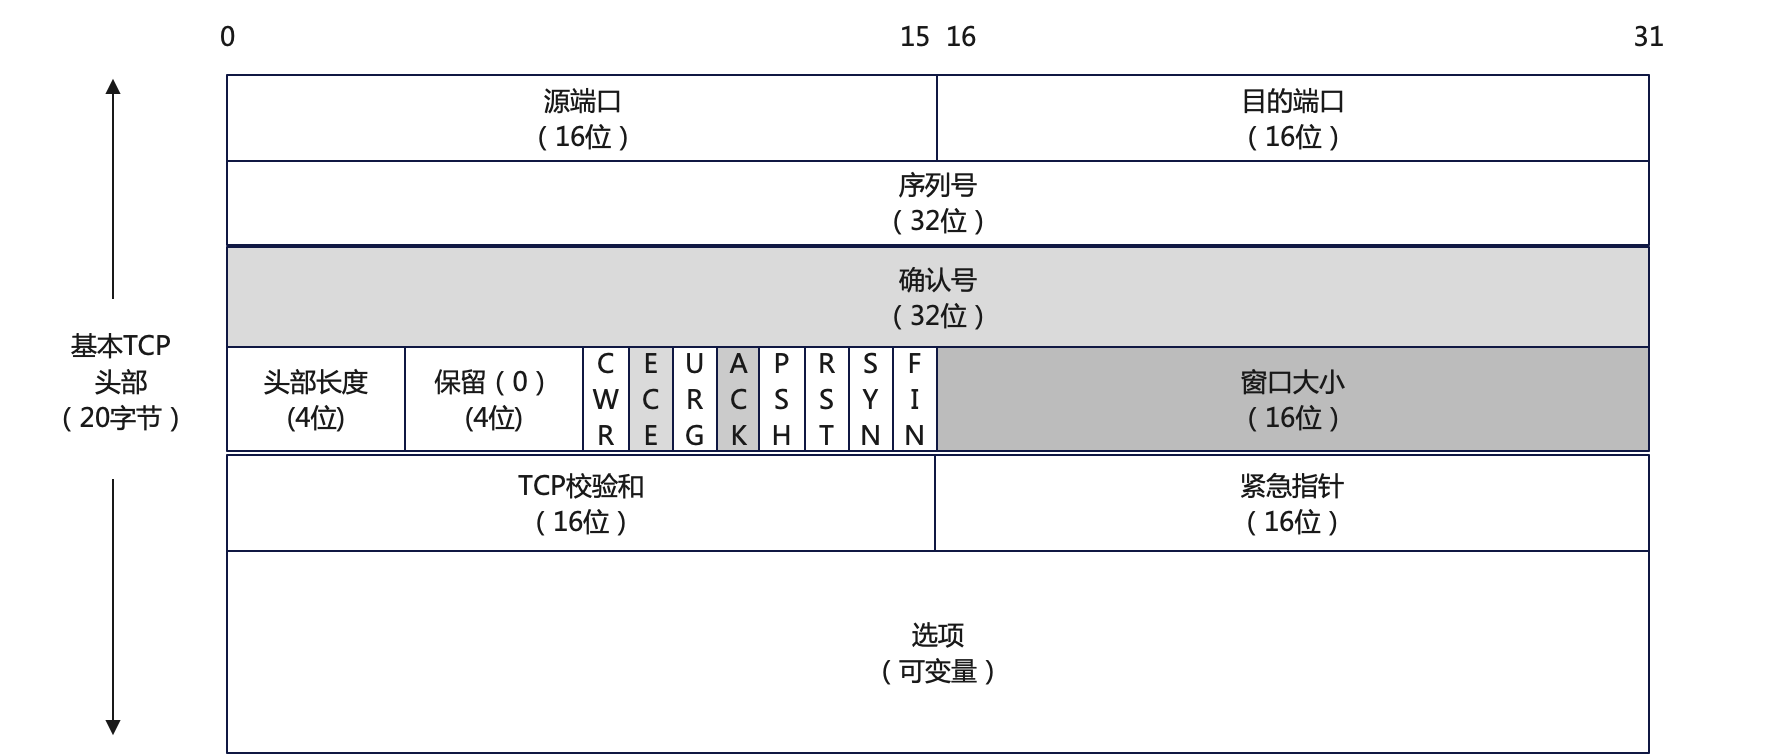 0
15
16
31
源端口
（16位）
目的端口
（16位）
序列号
（32位）
确认号
（32位）
基本TCP
头部
（20字节）
头部长度
(4位)
保留（0）
(4位)
CWR
ECE
URG
ACK
PSH
RST
SYN
FIN
窗口大小
（16位）
TCP校验和
（16位）
紧急指针
（16位）
选项
（可变量）